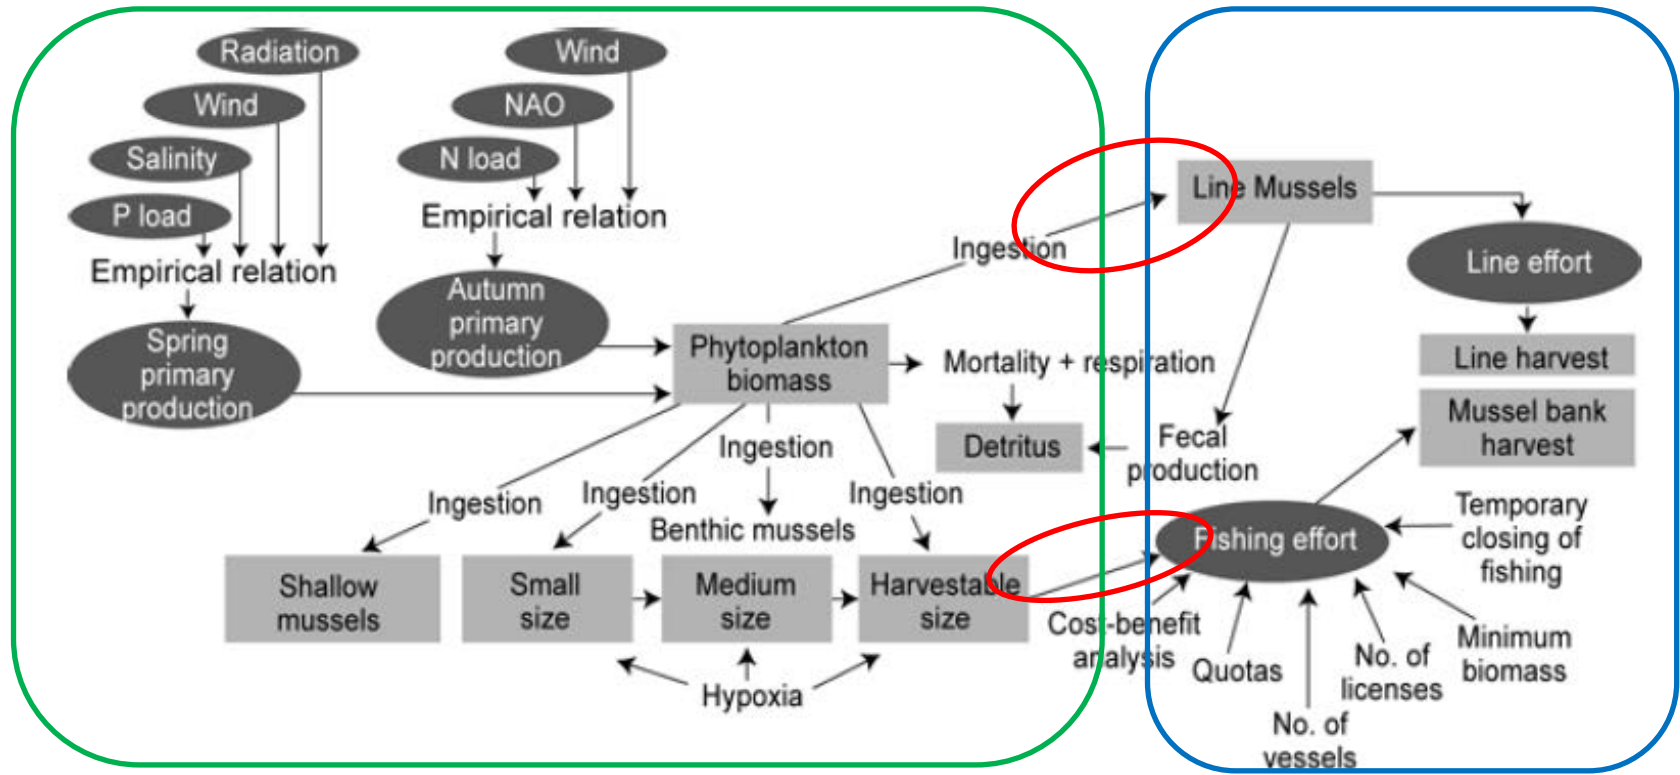 Radiation
Wind
Salinity
P load
Empirical relation
Spring
primary
production
Wind
NAO
N load
Empirical relation
Autumn
primary
production
Phytoplankton
biomass
Ingestion
Mortality + respiration
Detritus
Fecal
production
Ingestion
Ingestion
Ingestion
Ingestion
Benthic mussels
Shallow
mussels
Small
size
Medium
size
Harvestable
size
Hypoxia
Line Mussels
Line effort
Line harvest
Mussel bank
harvest
Fishing effort
Temporary
closing of
fishing
Cost-benefit
analysis
Quotas
No. of
vessels
No. of
licenses
Minimum
biomass